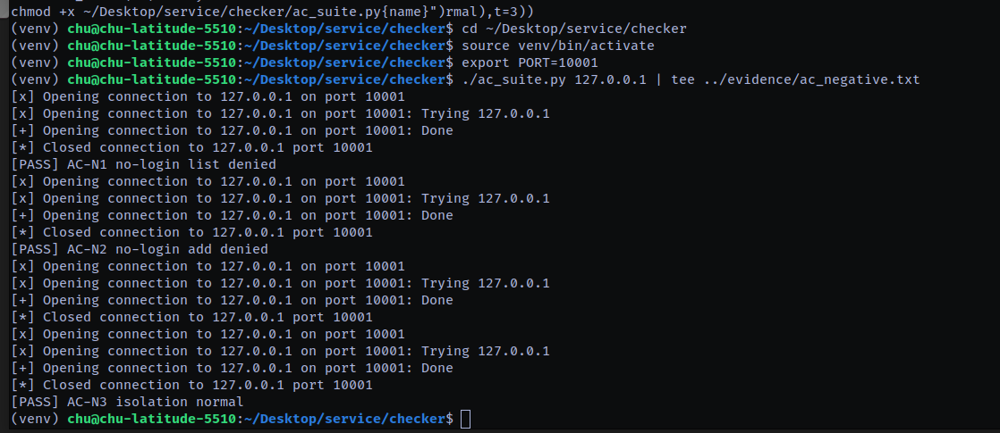 chmod +x ~/Desktop/service/checker/ac_suite.py{name}")rmal),t=3))
(venv) chu@chu-latitude-5510:~/Desktop/service/checker$ cd ~/Desktop/service/checker
(venv) chu@chu-latitude-5510:~/Desktop/service/checker$ source venv/bin/activate
(venv) chu@chu-latitude-5510:~/Desktop/service/checker$ export PORT=10001
(venv) chu@chu-latitude-5510:~/Desktop/service/checker$ ./ac_suite.py 127.0.0.1 | tee ../evidence/ac_negative.txt
[x] Opening connection to 127.0.0.1 on port 10001
[x] Opening connection to 127.0.0.1 on port 10001: Trying 127.0.0.1
[+] Opening connection to 127.0.0.1 on port 10001: Done
[*] Closed connection to 127.0.0.1 port 10001
[PASS] AC-N1 no-login list denied
[x] Opening connection to 127.0.0.1 on port 10001
[x] Opening connection to 127.0.0.1 on port 10001: Trying 127.0.0.1
[+] Opening connection to 127.0.0.1 on port 10001: Done
[*] Closed connection to 127.0.0.1 port 10001
[PASS] AC-N2 no-login add denied
[x] Opening connection to 127.0.0.1 on port 10001
[x] Opening connection to 127.0.0.1 on port 10001: Trying 127.0.0.1
[+] Opening connection to 127.0.0.1 on port 10001: Done
[*] Closed connection to 127.0.0.1 port 10001
[x] Opening connection to 127.0.0.1 on port 10001
[x] Opening connection to 127.0.0.1 on port 10001: Trying 127.0.0.1
[+] Opening connection to 127.0.0.1 on port 10001: Done
[*] Closed connection to 127.0.0.1 port 10001
[PASS] AC-N3 isolation normal
(venv) chu@chu-latitude-5510:~/Desktop/service/checker$